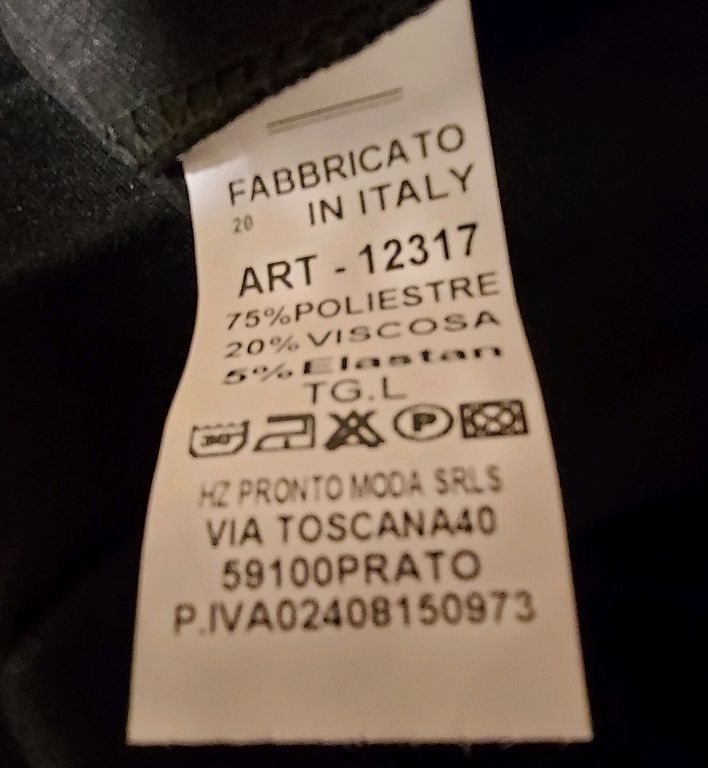 FABBRICATO
20 IN ITALY
ART - 12317
75%POLIESTRE
20%VISCOSA
5%Elastan
TG.L
30° P
HZ PRONTO MODA SRLS
VIA TOSCANA40
59100PRATO
P.IVA02408150973